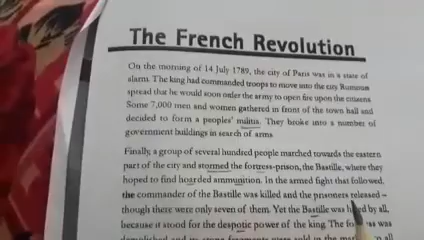 The French Revolution
On the morning of 14 July 1789, the city of Paris was in a state of
alarm. The king had commanded troops to move into the city. Rumours
spread that he would soon order the army to open fire upon the citizens.
Some 7,000 men and women gathered in front of the town hall and
decided to form a peoples' militia. They broke into a number of
government buildings in search of arms.
Finally, a group of several hundred people marched towards the eastern
part of the city and stormed the fortress-prison, the Bastille, where they
hoped to find hoarded ammunition. In the armed fight that followed,
the commander of the Bastille was killed and the prisoners released –
though there were only seven of them. Yet the Bastille was by all,
because it stood for the despotic power of the king. The was